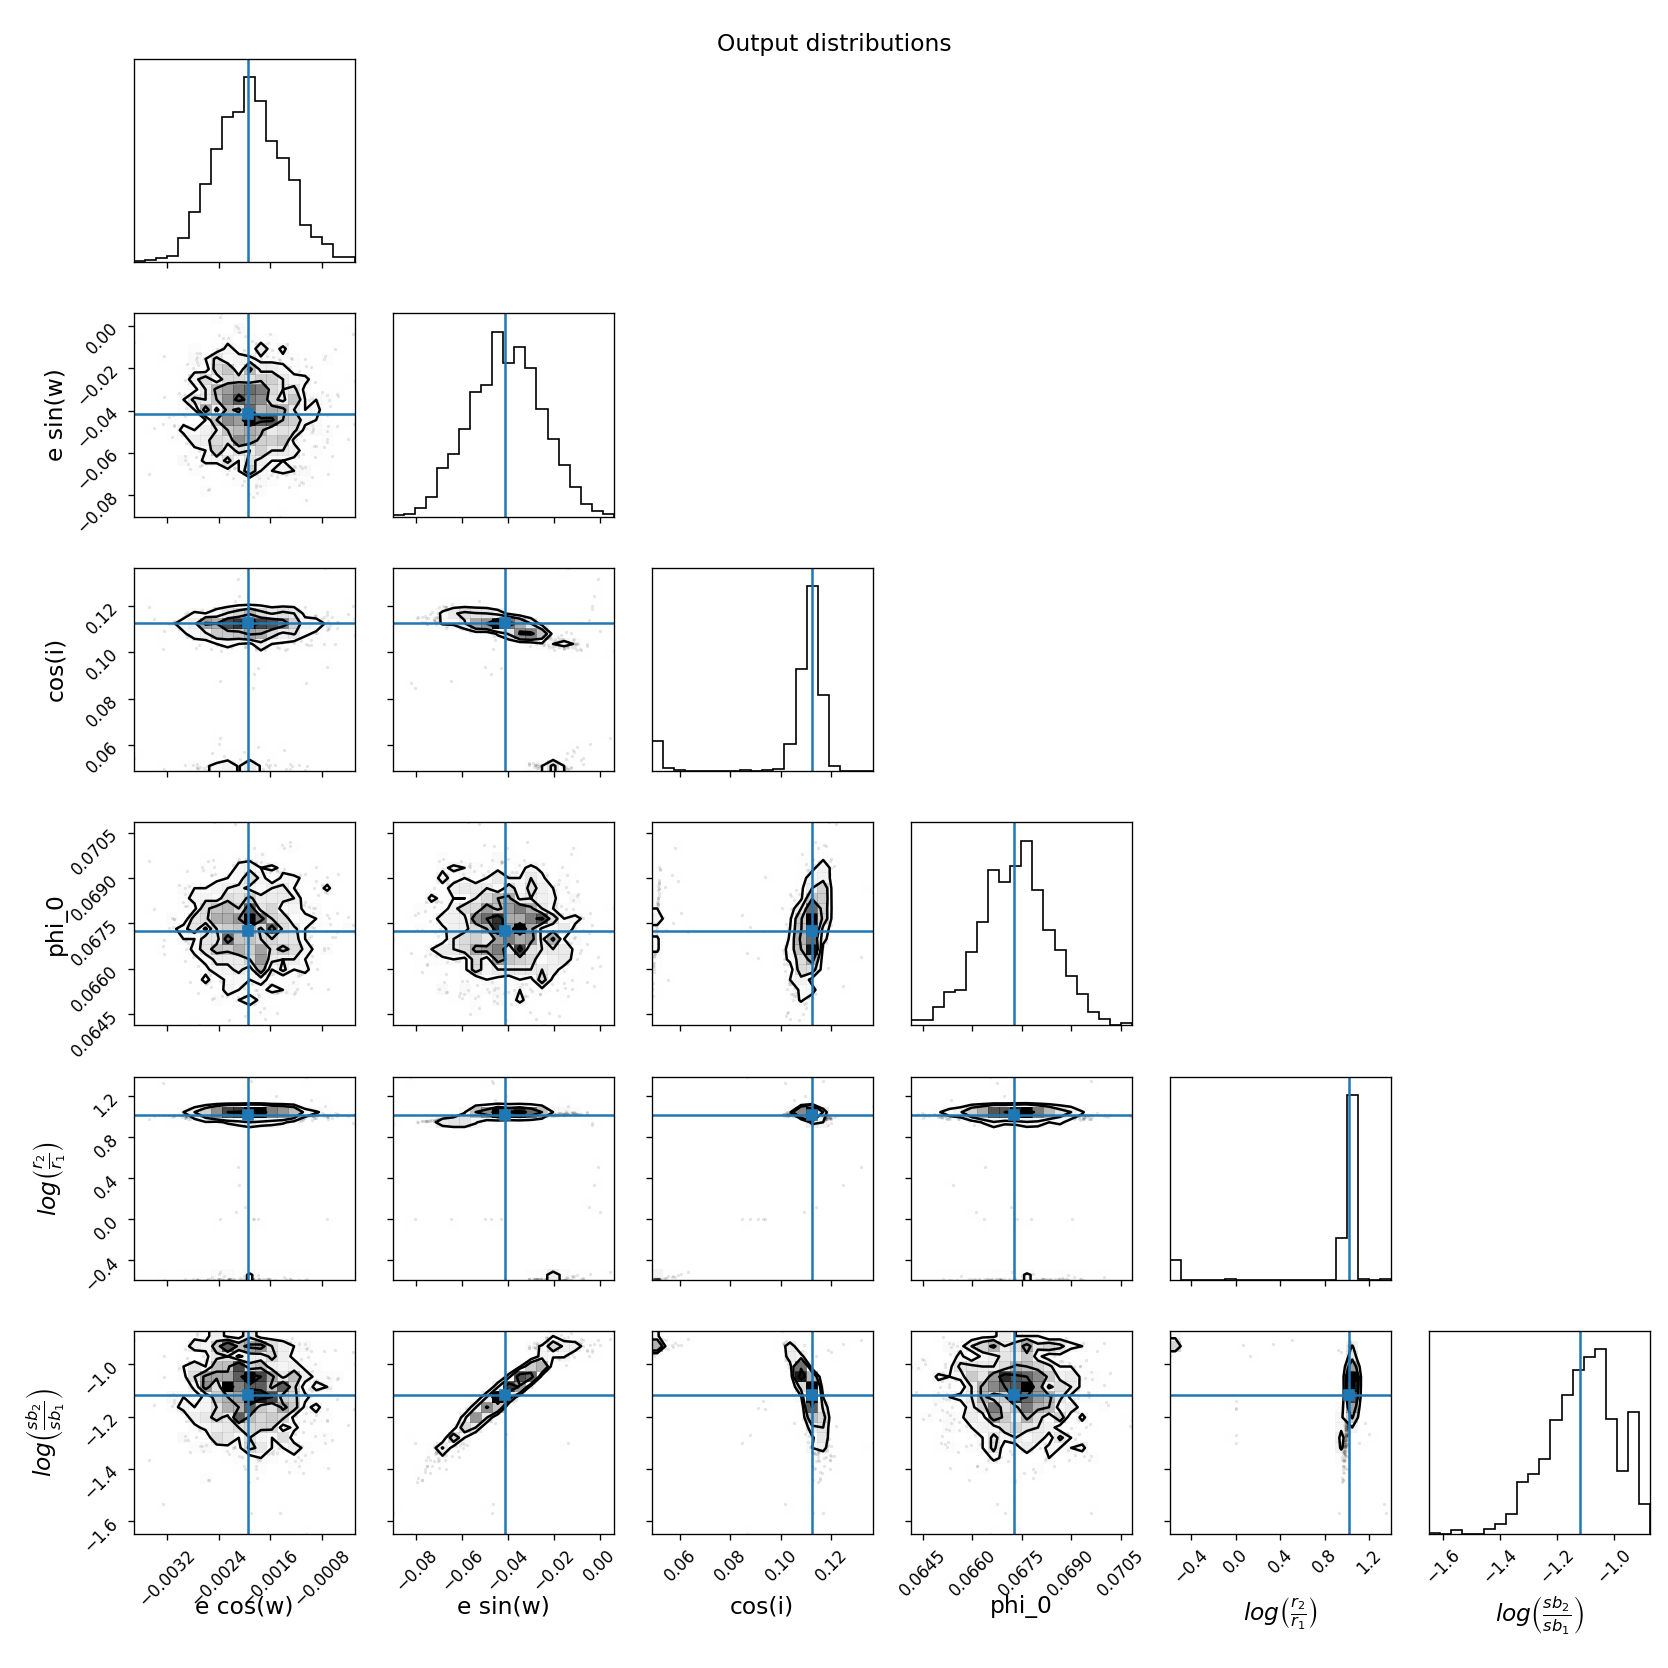 Output distributions
0.00
−0.02
−0.04
−0.06
−0.08
e sin(w)
0.12
0.10
0.08
0.06
cos(i)
0.0705
0.0690
0.0675
0.0660
0.0645
phi_0
1.2
0.8
0.4
0.0
−0.4
log(r₂/r₁)
−1.0
−1.2
−1.4
−1.6
log(sb₂/sb₁)
−0.0032 −0.0024 −0.0016 −0.0008
−0.08 −0.06 −0.04 −0.02 0.00
0.06 0.08 0.10 0.12
0.0645 0.0660 0.0675 0.0690 0.0705
−0.4 0.0 0.4 0.8 1.2
−1.6 −1.4 −1.2 −1.0
e cos(w) e sin(w) cos(i) phi_0 log(r₂/r₁) log(sb₂/sb₁)